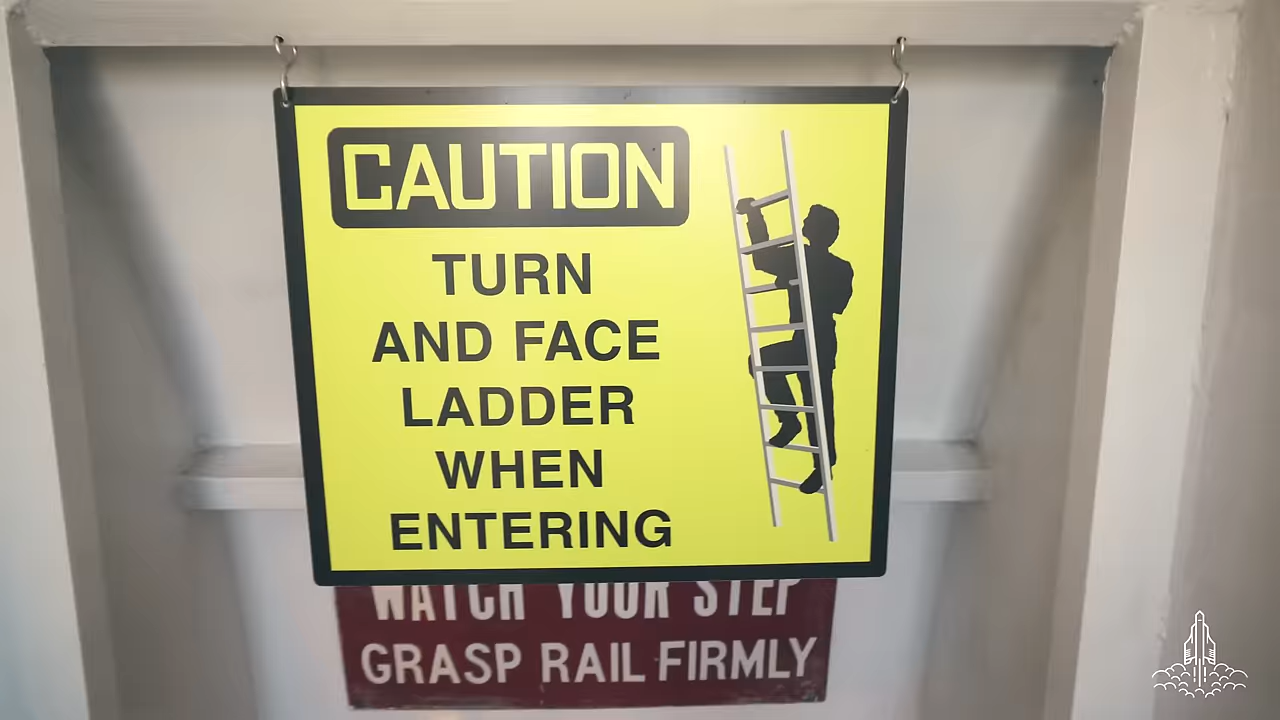 CAUTION
TURN
AND FACE
LADDER
WHEN
ENTERING
WATCH YOUR STEP
GRASP RAIL FIRMLY